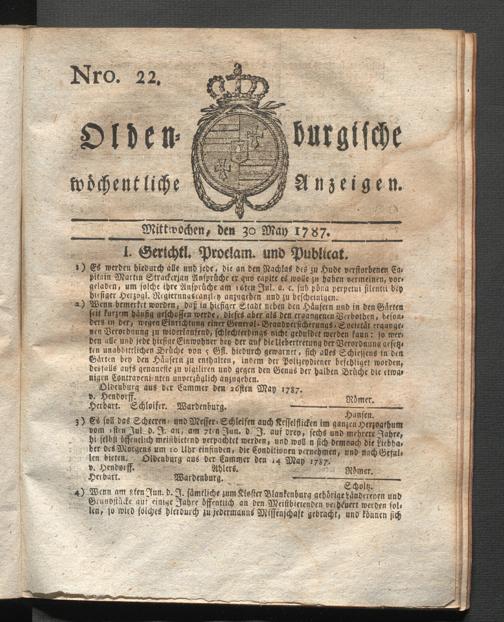 Nro. 22.
Olden- burgische
wöchentliche Anzeigen.
Mittwochen, den 30 May 1787.
I. Gerichtl. Proclam. und Publicat.
1) Es werden hiedurch alle und jede, die an den Nachlas des zu Hude verstorbenen Ca-
pitain Martin Strackerjan Ansprüche ex quo capite es wolle zu haben vermeinen, vor-
geladen, um solche ihre Ansprüche am 16ten Jul. a. c. sub pöna perpetui silentii bey
hiesiger Herzogl. Regierungscanzley anzugeben und zu bescheinigen.
2) Wenn bemerket worden, daß in hiesiger Stadt neben den Häusern und in den Gärten
seit kurzem häufig geschossen werde, dieses aber als den ergangenen Verbothen, beson-
ders in der, wegen Einrichtung einer General-Brandversicherungs-Societät ergange-
nen Verordnung zu widerlaufend, schlechterdings nicht geduldet werden kann: so wer-
den alle und jede hiesige Einwohner bey der auf die Uebertretung der Verordnung gesetz-
ten unabbittlichen Brüche von 5 Gfl. hiedurch gewarnet, sich alles Schiessens in den
Gärten bey den Häusern zu enthalten, indem der Polizeydiener befehliget worden,
desfalls aufs genaueste zu vigiliren und gegen den Genus der halben Brüche die etwa-
nigen Contravenienten unverzüglich anzugeben.
Oldenburg aus der Cammer den 26sten May 1787.
v. Hendorff. Römer.
Herbart. Schloifer. Wardenburg.
Hansen.
3) Es soll das Scheeren- und Messer-Schleifen auch Kesselflicken im ganzen Herzogthum
vom 1sten Jul d. J. an, am 7ten Jun. d. J. auf drey, sechs und mehrere Jahre,
hieselbst öffentlich meistbietend verpachtet werden, und woll n sich demnach die Liebha-
ber des Morgens um 10 Uhr einfinden, die Conditionen vernehmen, und nach Gefal-
len bieten. Oldenburg aus der Cammer den 14 May 1787.
v. Hendorff. Ahlers. Römer.
Herbart. Wardenburg.
Scholtz.
4) Wenn am 8ten Jun. d. J. sämtliche zum Kloster Blankenburg gehörige Ländereyen und
Grundstücke auf einige Jahre öffentlich an den Meistbietenden verheuert werden sol-
len, so wird solches hierdurch zu jedermanns Wissenschaft gebracht, und können sich